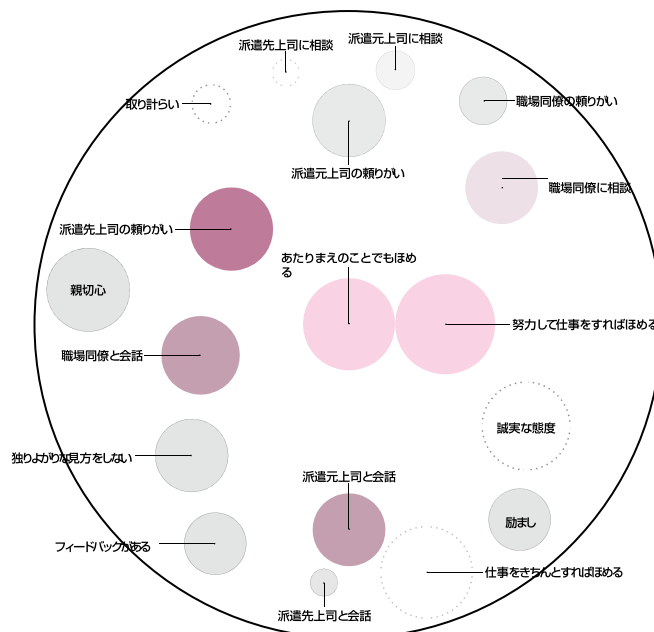 派遣先上司に相談
派遣元上司に相談
取り計らい
職場同僚の頼りがい
派遣元上司の頼りがい
職場同僚に相談
派遣先上司の頼りがい
あたりまえのことでもほめ
る
親切心
努力して仕事をすればほめる
職場同僚と会話
誠実な態度
独りよがりな見方をしない
派遣元上司と会話
励まし
フィードバックがある
仕事をきちんとすればほめる
派遣先上司と会話